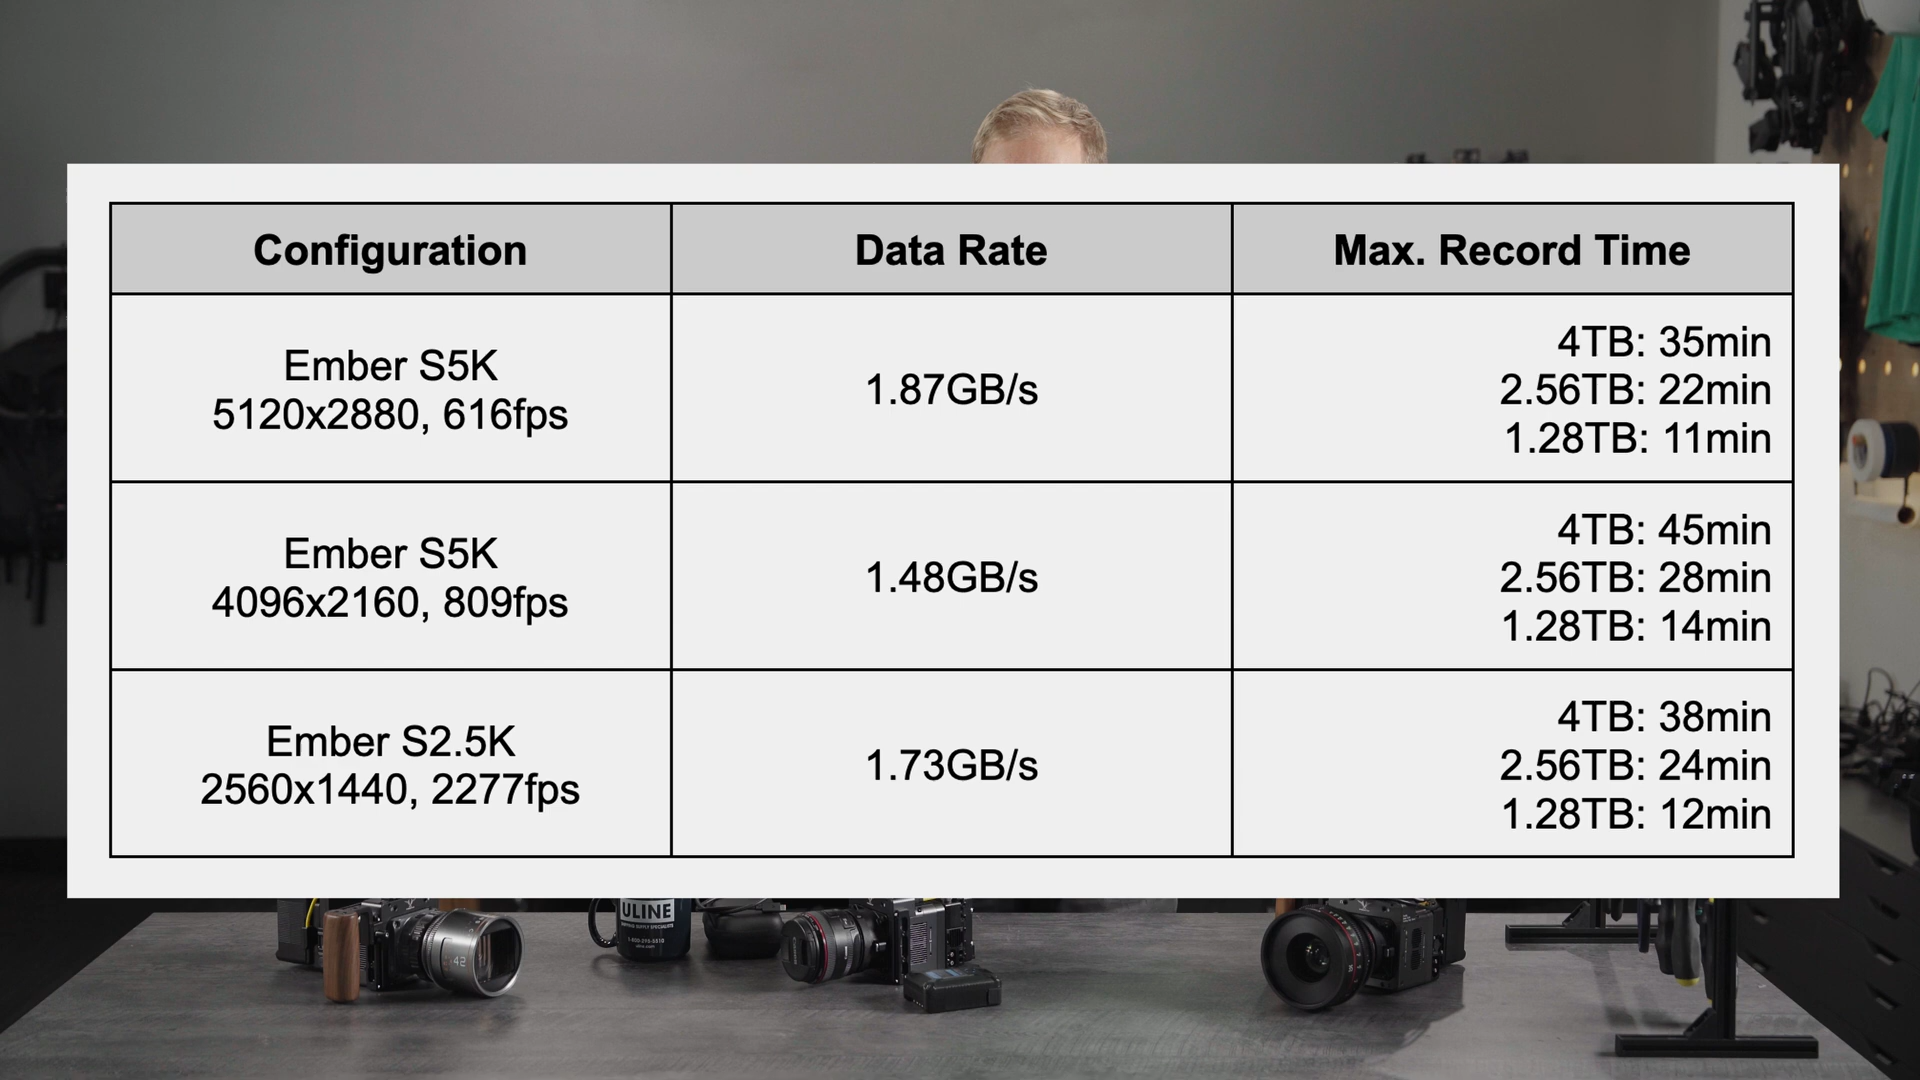 Configuration
Data Rate
Max. Record Time
Ember S5K
5120x2880, 616fps
1.87GB/s
4TB: 35min
2.56TB: 22min
1.28TB: 11min
Ember S5K
4096x2160, 809fps
1.48GB/s
4TB: 45min
2.56TB: 28min
1.28TB: 14min
Ember S2.5K
2560x1440, 2277fps
1.73GB/s
4TB: 38min
2.56TB: 24min
1.28TB: 12min
ULINE
42